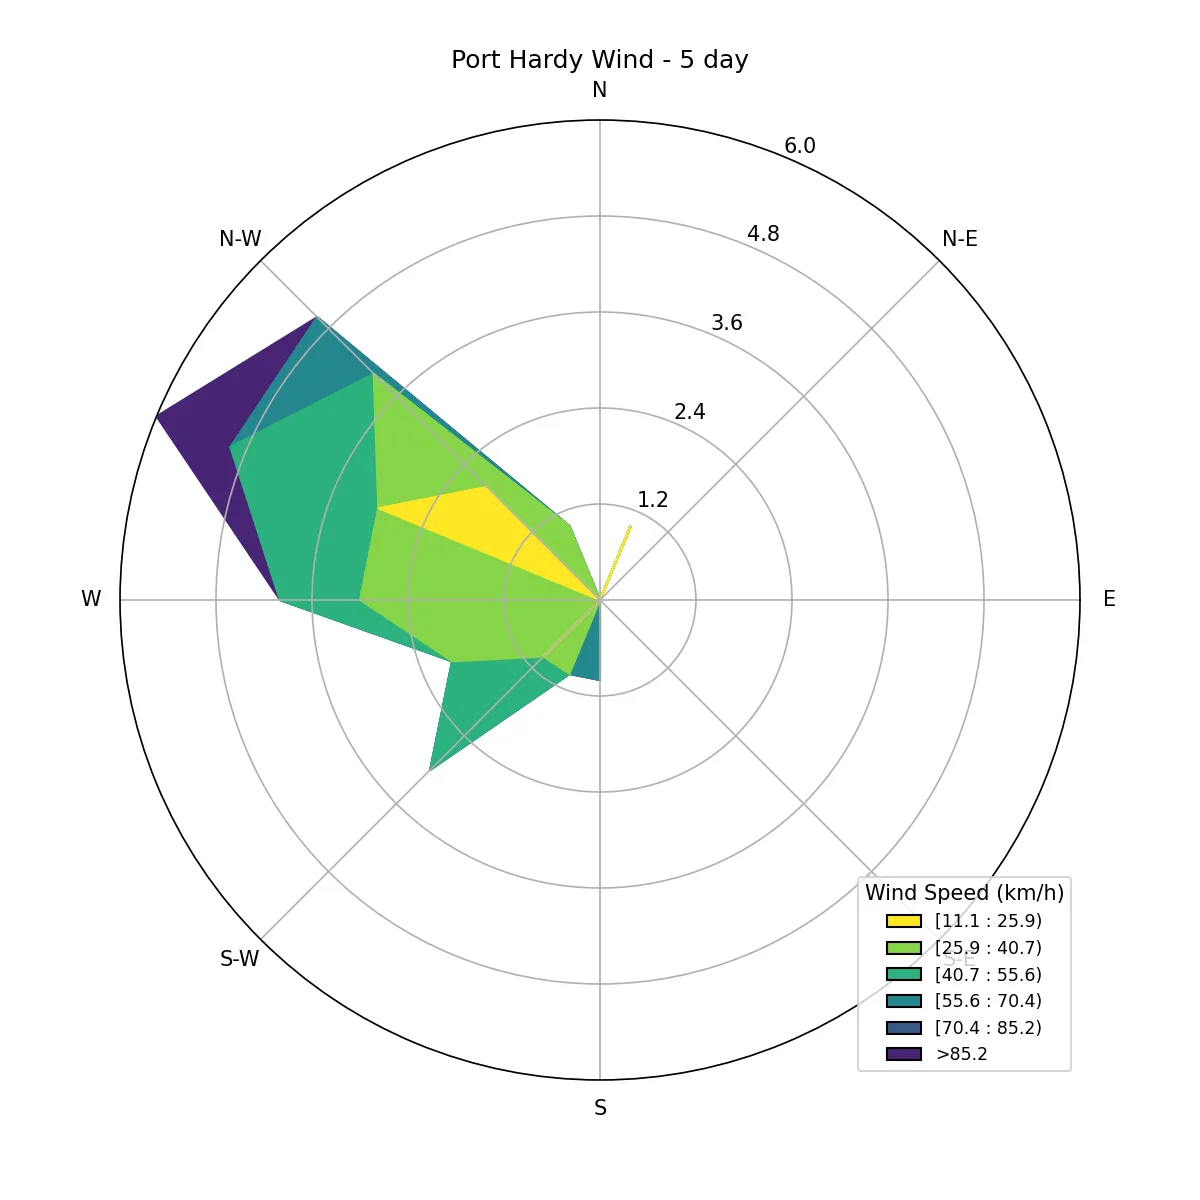 Port Hardy Wind - 5 day
N
6.0
N-W
4.8
N-E
3.6
2.4
1.2
W
E
Wind Speed (km/h)
[11.1 : 25.9)
[25.9 : 40.7)
S-W
S-E
[40.7 : 55.6)
[55.6 : 70.4)
[70.4 : 85.2)
>85.2
S